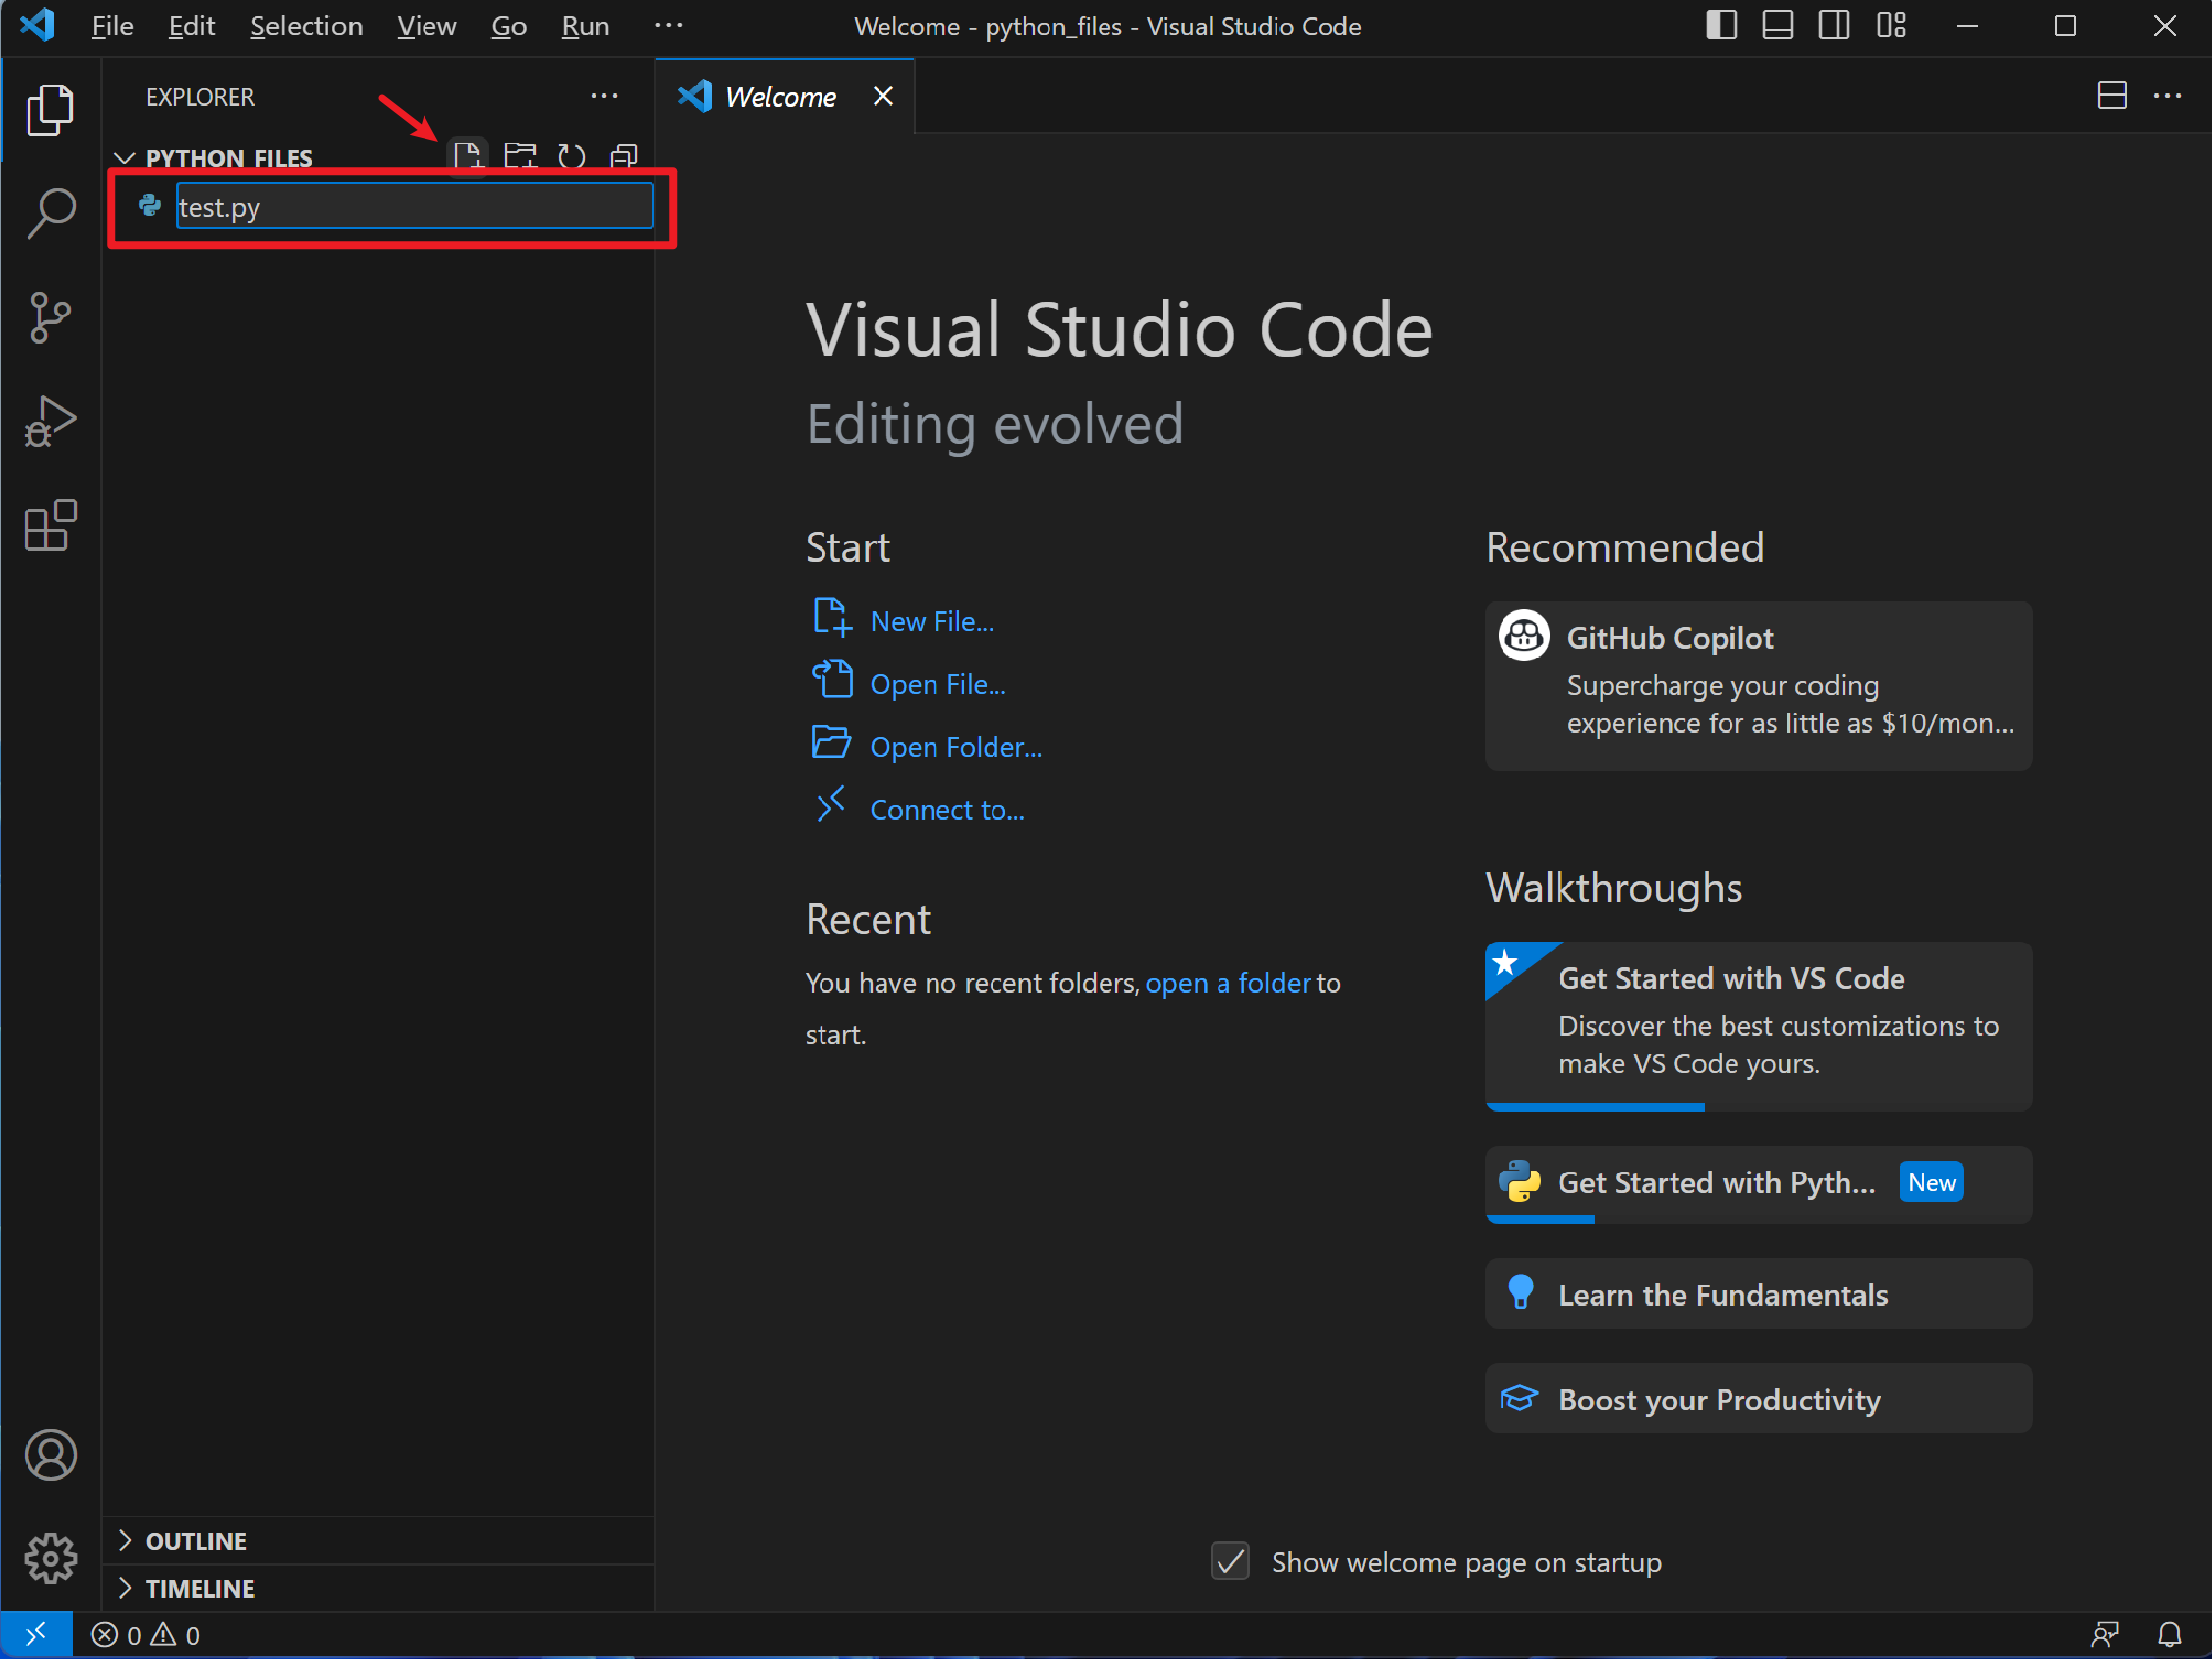 File Edit Selection View Go Run ···
Welcome - python_files - Visual Studio Code
EXPLORER
Welcome
PYTHON_FILES
test.py
Visual Studio Code
Editing evolved
Start
New File...
Open File...
Open Folder...
Connect to...
Recent
You have no recent folders, open a folder to
start.
Recommended
GitHub Copilot
Supercharge your coding
experience for as little as $10/mon...
Walkthroughs
Get Started with VS Code
Discover the best customizations to
make VS Code yours.
Get Started with Pyth... New
Learn the Fundamentals
Boost your Productivity
OUTLINE
TIMELINE
Show welcome page on startup
0 0